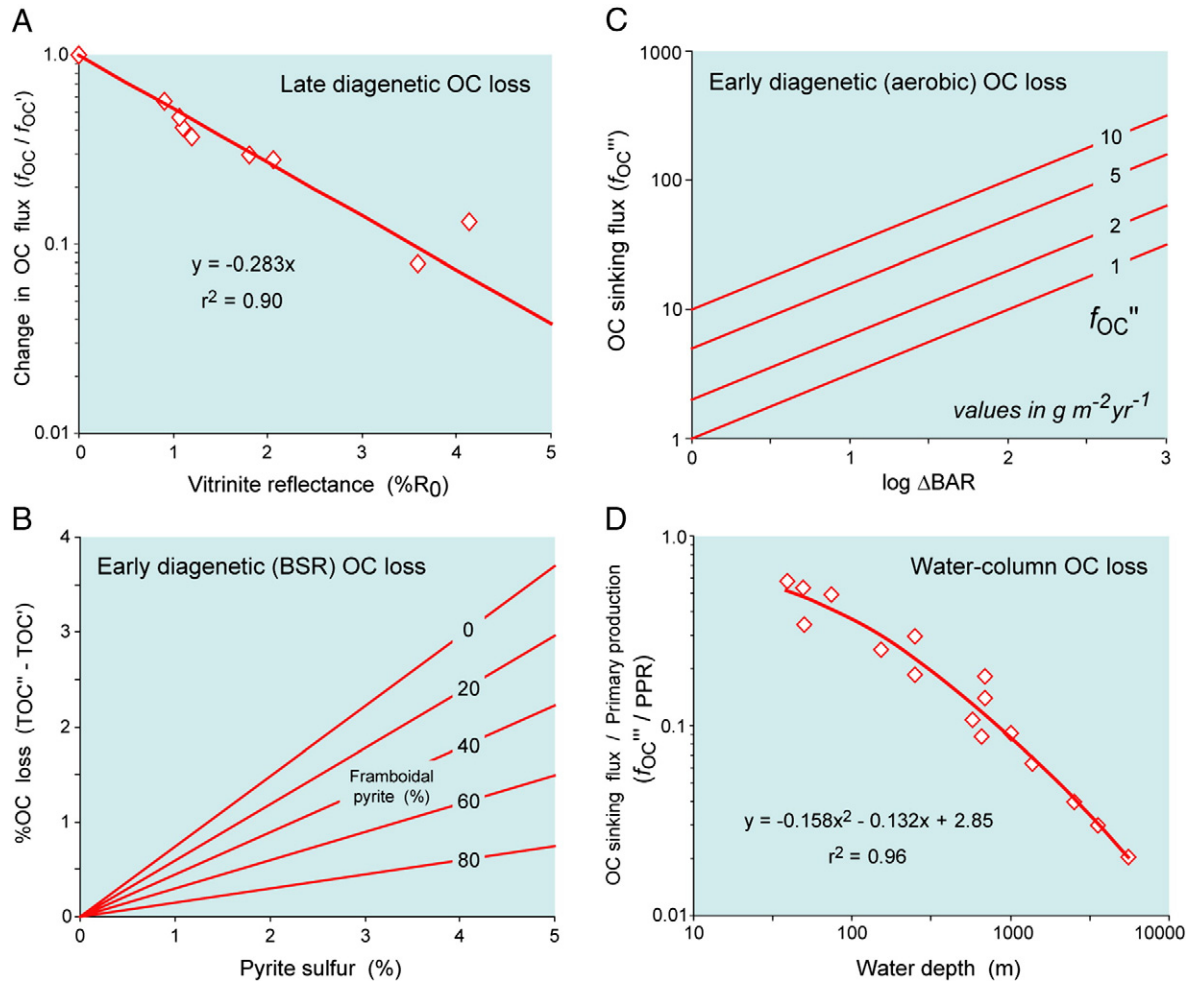 A
Late diagenetic OC loss
Change in OC flux (fOC / fOC')
1.0
0.1
0.01
y = -0.283x
r2 = 0.90
0 1 2 3 4 5
Vitrinite reflectance (%R0)
C
Early diagenetic (aerobic) OC loss
OC sinking flux (fOC''')
1000
100
10
1
10
5
2
1
fOC"
values in g m-2yr-1
0 1 2 3
log ΔBAR
B
Early diagenetic (BSR) OC loss
%OC loss (TOC" - TOC')
4
3
2
1
0
0
20
40
Framboidal
pyrite (%)
60
80
0 1 2 3 4 5
Pyrite sulfur (%)
D
Water-column OC loss
OC sinking flux / Primary production
(fOC''' / PPR)
1.0
0.1
0.01
y = -0.158x2 - 0.132x + 2.85
r2 = 0.96
10 100 1000 10000
Water depth (m)